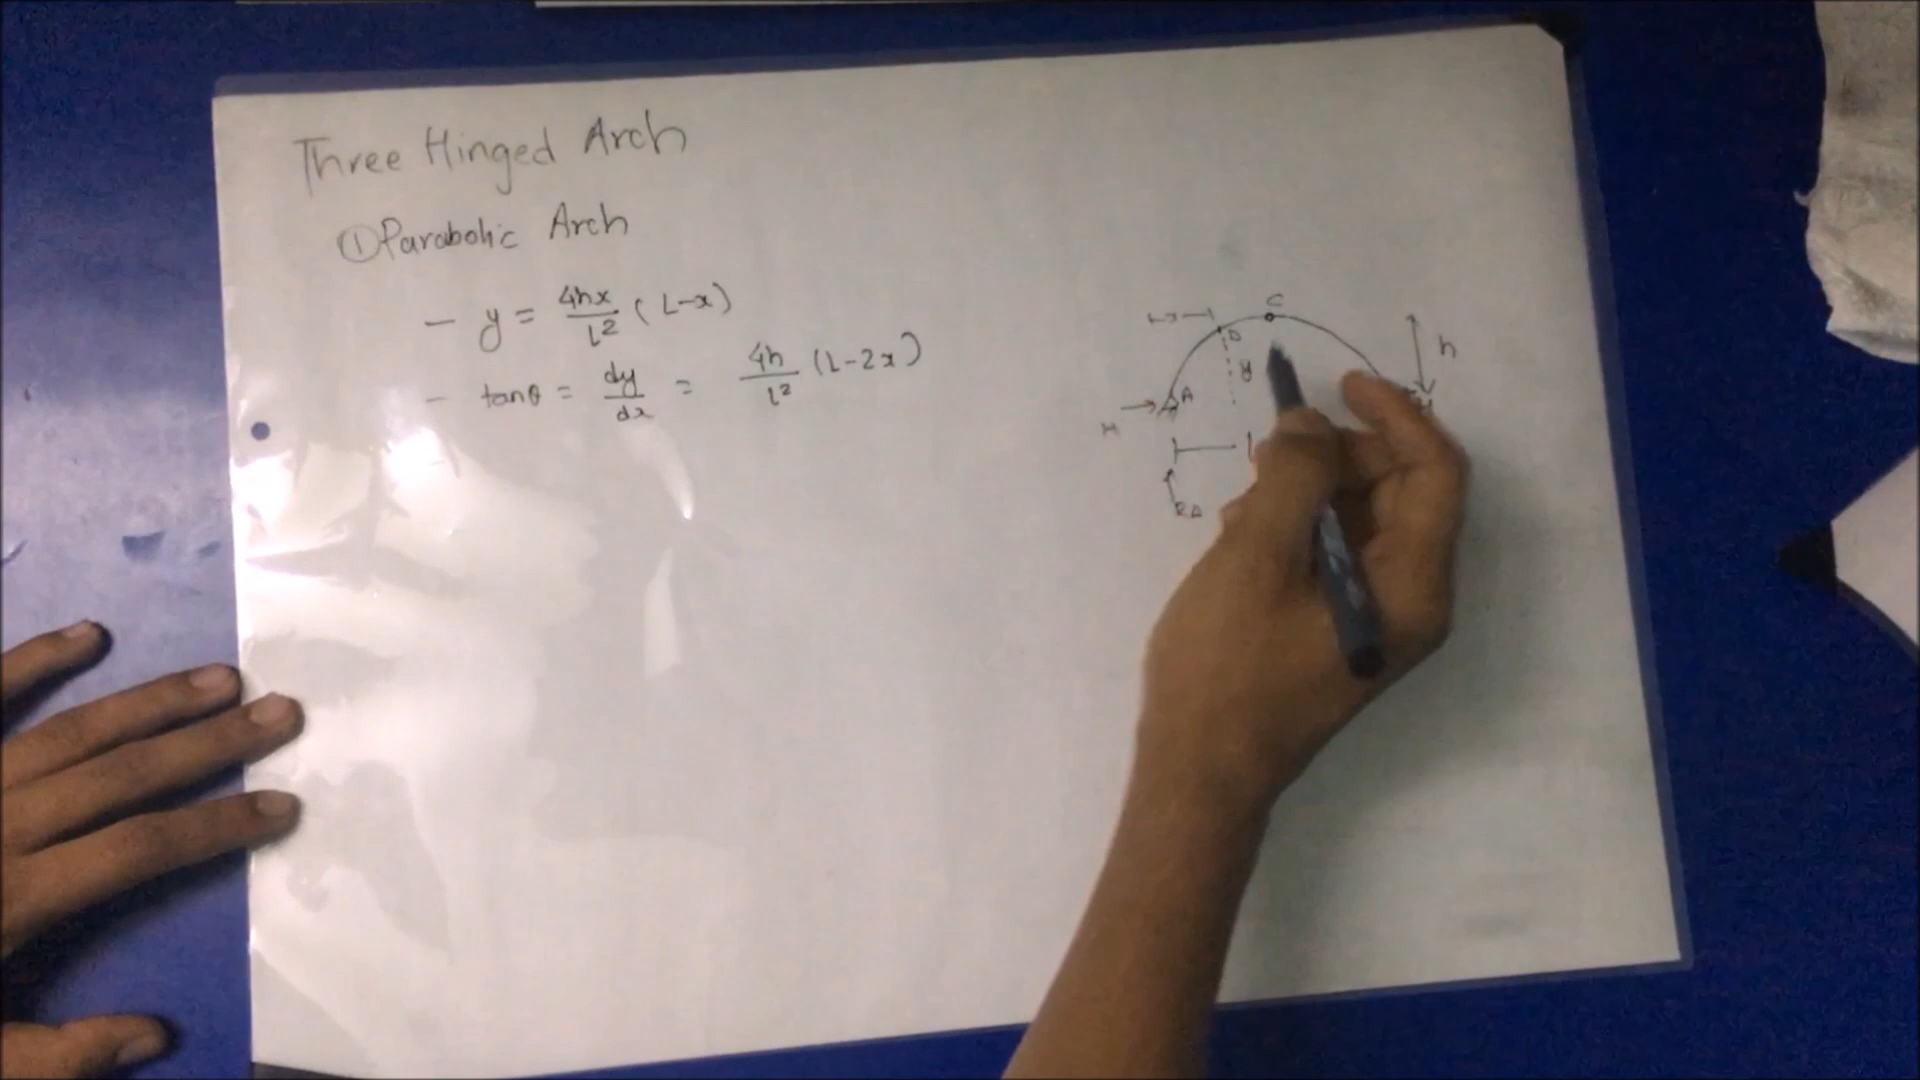 Three Hinged Arch
① Parabolic Arch
- y = 4hx/l² (L-x)
- tanθ = dy/dx = 4h/l² (L-2x)
C
x
D
h
y
A
H
RA